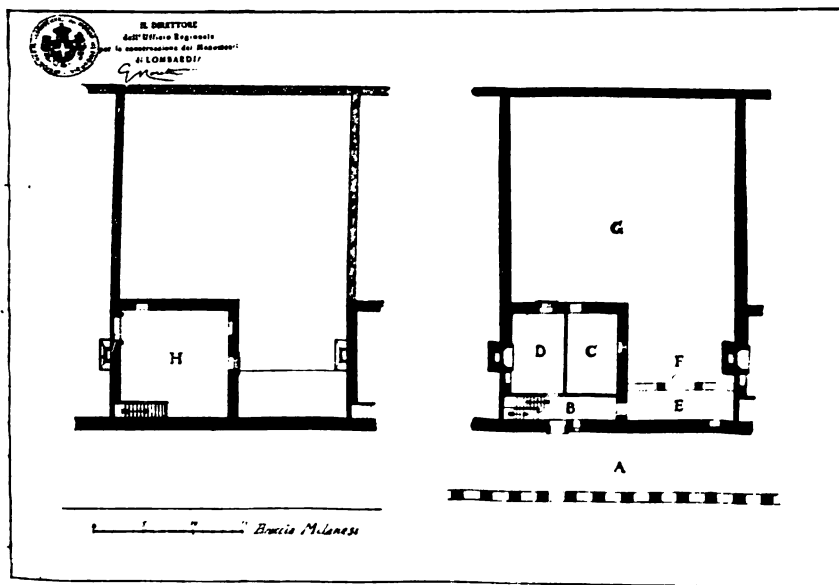 IL DIRETTORE
dell'Ufficio Regionale
per la conservazione dei Monumenti
di LOMBARDIA
G
F
H
D C
E
B
A
Braccia Milanesi